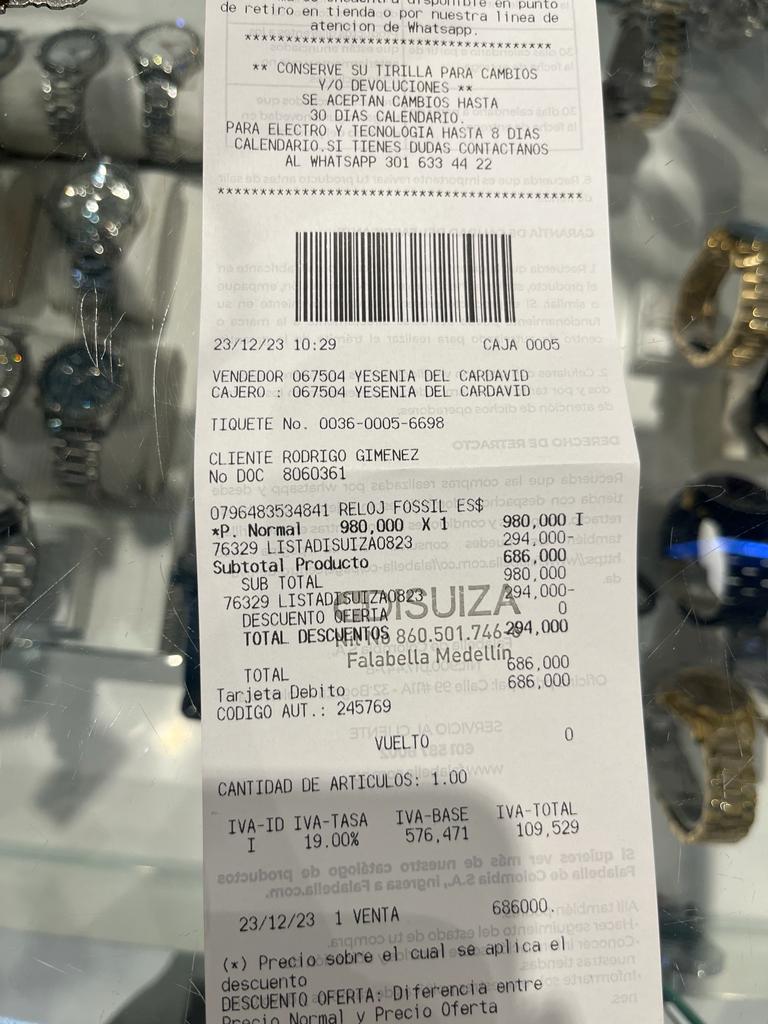 disponible en punto
de retiro en tienda o por nuestra linea de
atencion de Whatsapp.
************************************
** CONSERVE SU TIRILLA PARA CAMBIOS
Y/O DEVOLUCIONES **
SE ACEPTAN CAMBIOS HASTA
30 DIAS CALENDARIO.
PARA ELECTRO Y TECNOLOGIA HASTA 8 DIAS
CALENDARIO.SI TIENES DUDAS CONTACTANOS
AL WHATSAPP 301 633 44 22
******************************************
23/12/23 10:29 CAJA 0005
VENDEDOR 067504 YESENIA DEL CARDAVID
CAJERO : 067504 YESENIA DEL CARDAVID
TIQUETE No. 0036-0005-6698
CLIENTE RODRIGO GIMENEZ
No DOC 8060361
0796483534841 RELOJ FOSSIL ES$
*P. Normal 980,000 X 1 980,000 I
76329 LISTADISUIZA0823 294,000-
Subtotal Producto 686,000
SUB TOTAL 980,000
76329 LISTADISUIZA0823 294,000-
DESCUENTO OFERTA 0
TOTAL DESCUENTOS 294,000
DISUIZA
860.501.746
Falabella Medellín
TOTAL 686,000
Tarjeta Debito 686,000
CODIGO AUT.: 245769
VUELTO 0
CANTIDAD DE ARTICULOS: 1.00
IVA-ID IVA-TASA IVA-BASE IVA-TOTAL
I 19.00% 576,471 109,529
23/12/23 1 VENTA 686000.
(*) Precio sobre el cual se aplica el
descuento
DESCUENTO OFERTA: Diferencia entre
Precio Normal y Precio Oferta